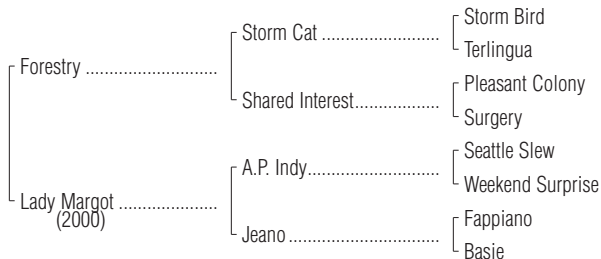 Storm Bird
Storm Cat ........................
Terlingua
Forestry ...........................
Pleasant Colony
Shared Interest.................
Surgery
Seattle Slew
A.P. Indy...........................
Weekend Surprise
Lady Margot ....................
(2000)
Fappiano
Jeano ...............................
Basie